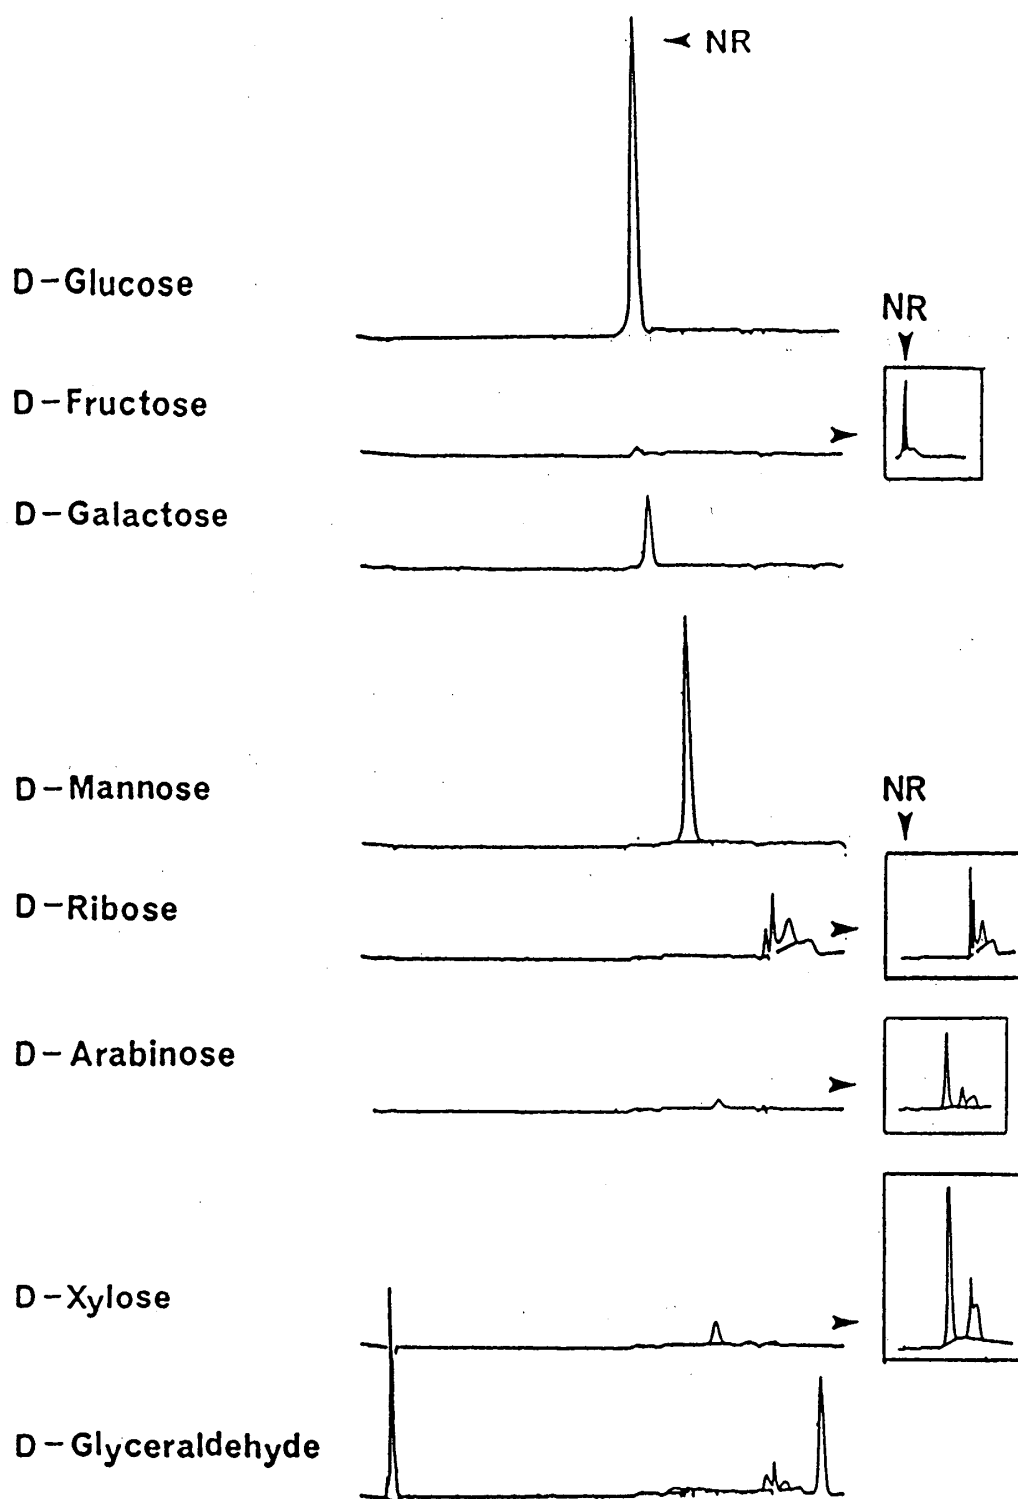 NR
D-Glucose
NR
D-Fructose
D-Galactose
D-Mannose
NR
D-Ribose
D-Arabinose
D-Xylose
D-Glyceraldehyde